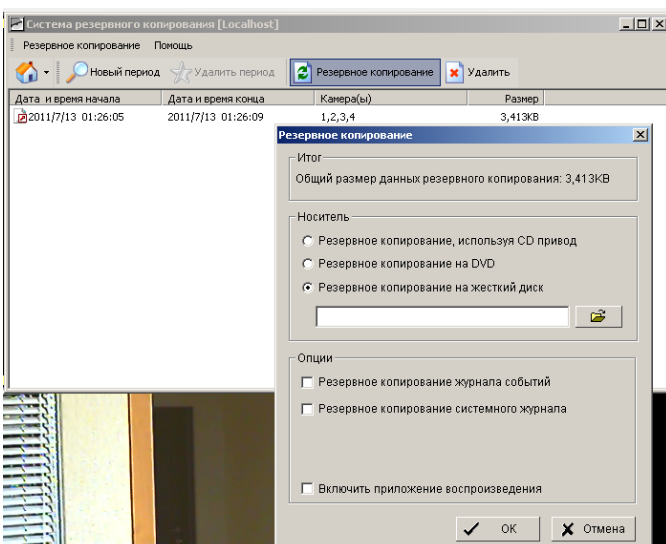 Система резервного копирования [Localhost]
Резервное копирование Помощь
Новый период Удалить период Резервное копирование Удалить
Дата и время начала Дата и время конца Камера(ы) Размер
2011/7/13 01:26:05 2011/7/13 01:26:09 1,2,3,4 3,413KB
Резервное копирование
Итог
Общий размер данных резервного копирования: 3,413KB
Носитель
Резервное копирование, используя CD привод
Резервное копирование на DVD
Резервное копирование на жесткий диск
Опции
Резервное копирование журнала событий
Резервное копирование системного журнала
Включить приложение воспроизведения
OK Отмена